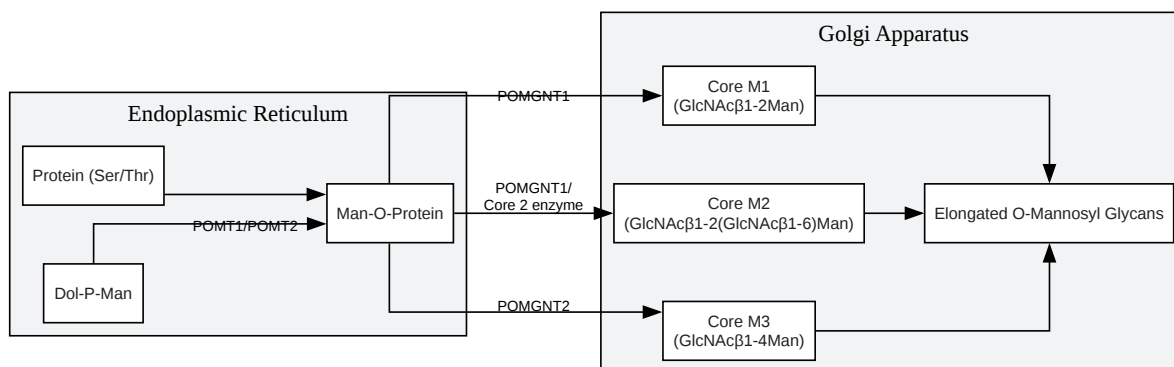 Golgi Apparatus
Endoplasmic Reticulum
Protein (Ser/Thr)
Dol-P-Man
POMT1/POMT2
Man-O-Protein
POMGNT1
POMGNT1/
Core 2 enzyme
POMGNT2
Core M1
(GlcNAcβ1-2Man)
Core M2
(GlcNAcβ1-2(GlcNAcβ1-6)Man)
Core M3
(GlcNAcβ1-4Man)
Elongated O-Mannosyl Glycans